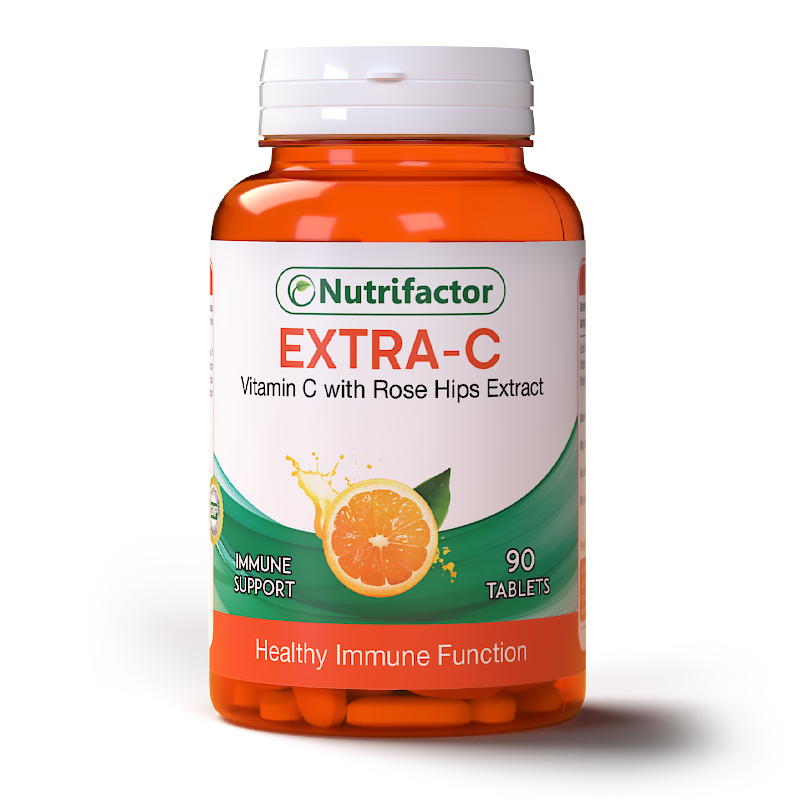 Nutrifactor
EXTRA-C
Vitamin C with Rose Hips Extract
IMMUNE
SUPPORT
90
TABLETS
Healthy Immune Function